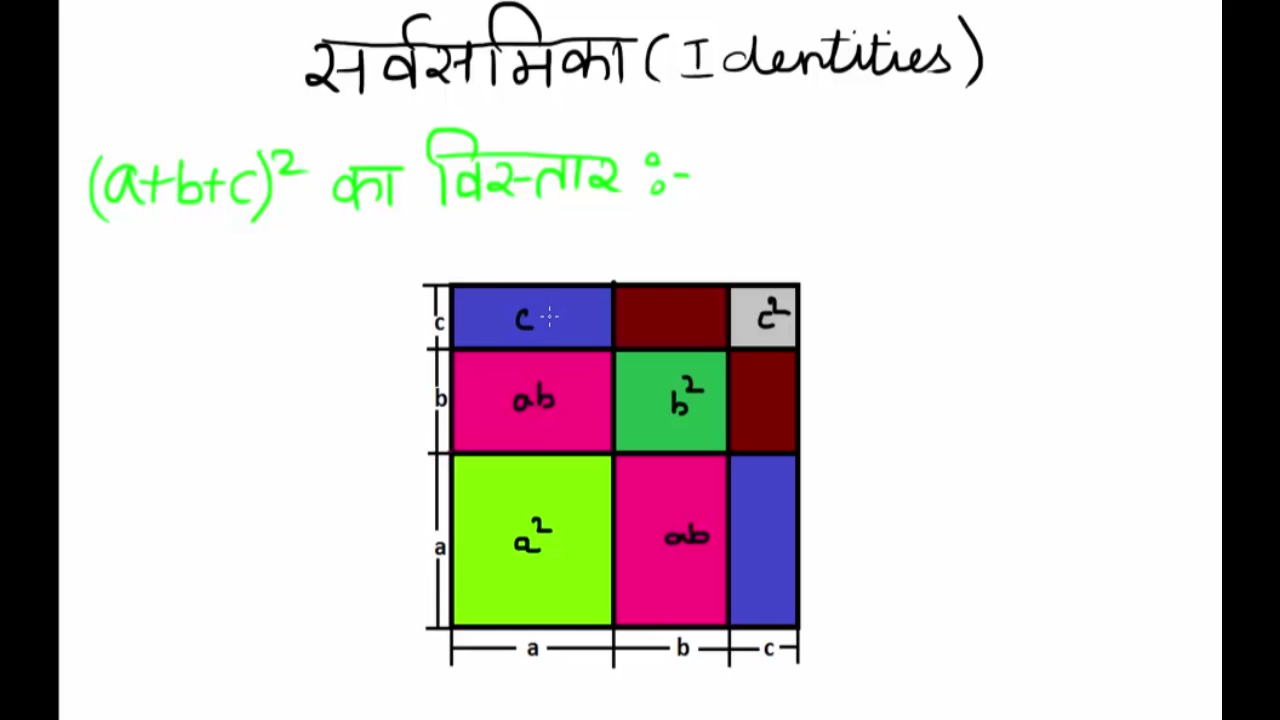 सर्वसमिका (Identities)
(a+b+c)² का विस्तार :-
c c c²
b ab b²
a a² ab
a b c